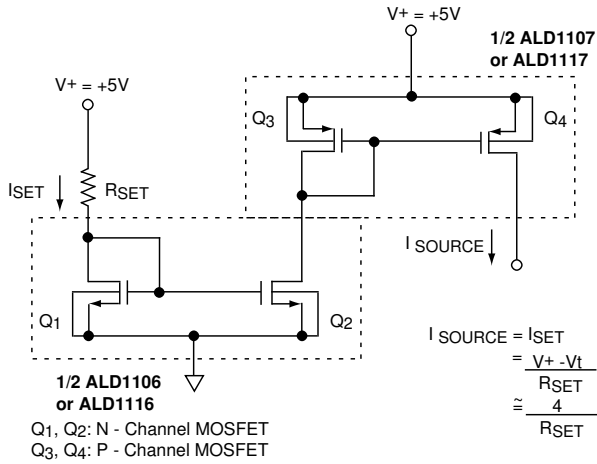 V+ = +5V
1/2 ALD1107
or ALD1117
V+ = +5V
Q3
Q4
ISET
RSET
I SOURCE
Q1
Q2
I SOURCE = ISET
= V+ -Vt
RSET
≅ 4
RSET
1/2 ALD1106
or ALD1116
Q1, Q2: N - Channel MOSFET
Q3, Q4: P - Channel MOSFET